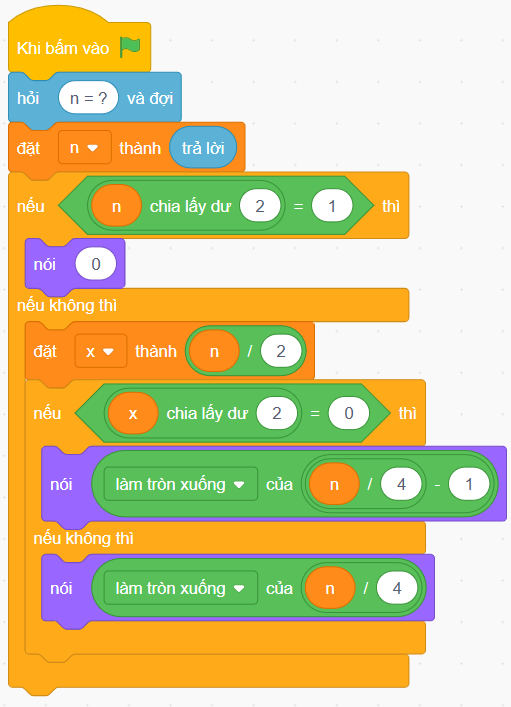 Khi bấm vào
hỏi n = ? và đợi
đặt n thành trả lời
nếu n chia lấy dư 2 = 1 thì
nói 0
nếu không thì
đặt x thành n / 2
nếu x chia lấy dư 2 = 0 thì
nói làm tròn xuống của n / 4 - 1
nếu không thì
nói làm tròn xuống của n / 4